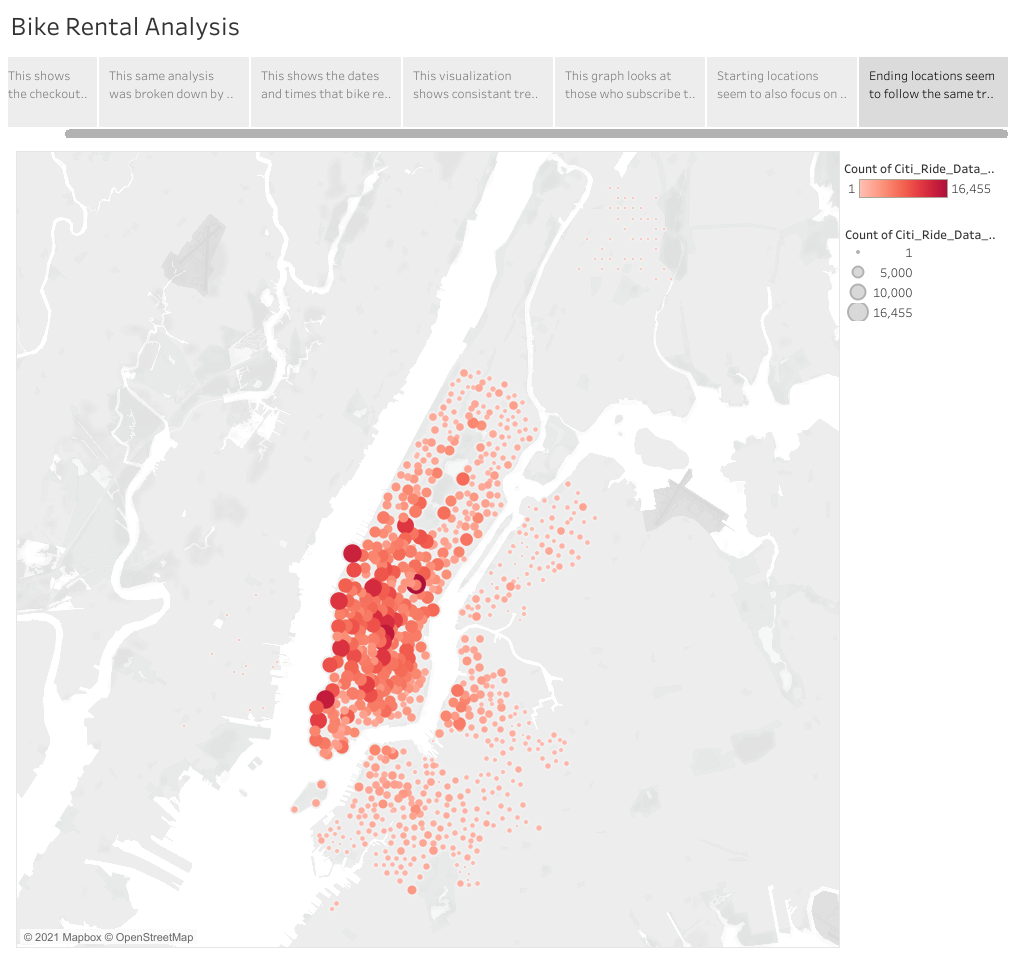 Bike Rental Analysis
This shows
the checkout..
This same analysis
was broken down by ..
This shows the dates
and times that bike re..
This visualization
shows consistant tre..
This graph looks at
those who subscribe t..
Starting locations
seem to also focus on ..
Ending locations seem
to follow the same tr..
Count of Citi_Ride_Data_..
1 16,455
Count of Citi_Ride_Data_..
1
5,000
10,000
16,455
© 2021 Mapbox © OpenStreetMap